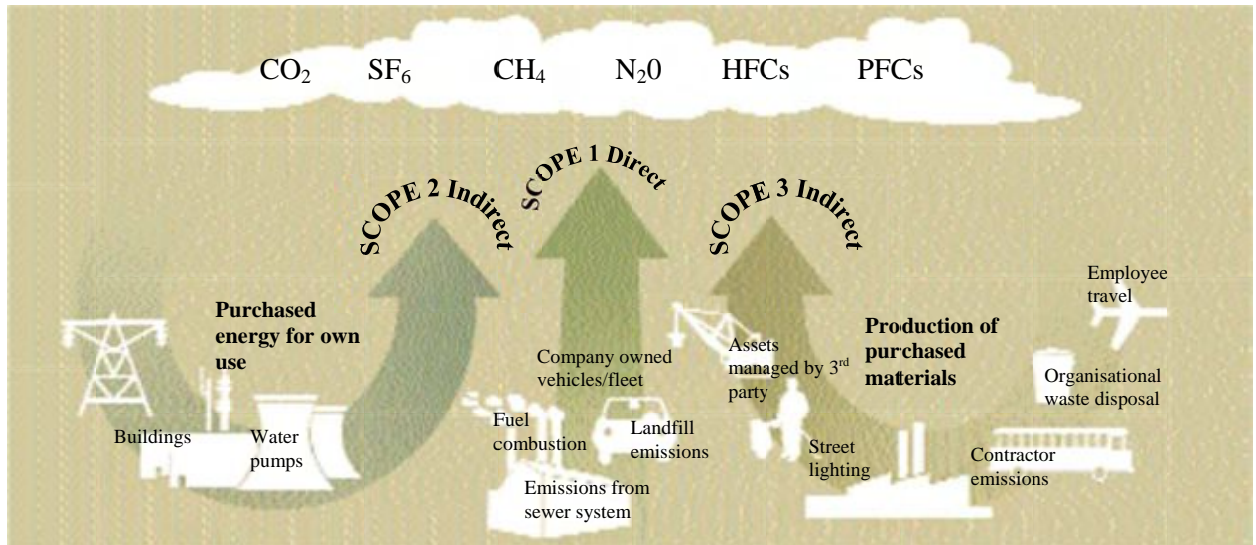 CO₂ SF₆ CH₄ N₂0 HFCs PFCs
SCOPE 2 Indirect
SCOPE 1 Direct
SCOPE 3 Indirect
Purchased
energy for own
use
Buildings
Water
pumps
Company owned
vehicles/fleet
Fuel
combustion
Landfill
emissions
Emissions from
sewer system
Assets
managed by 3ʳᵈ
party
Street
lighting
Production of
purchased
materials
Employee
travel
Organisational
waste disposal
Contractor
emissions